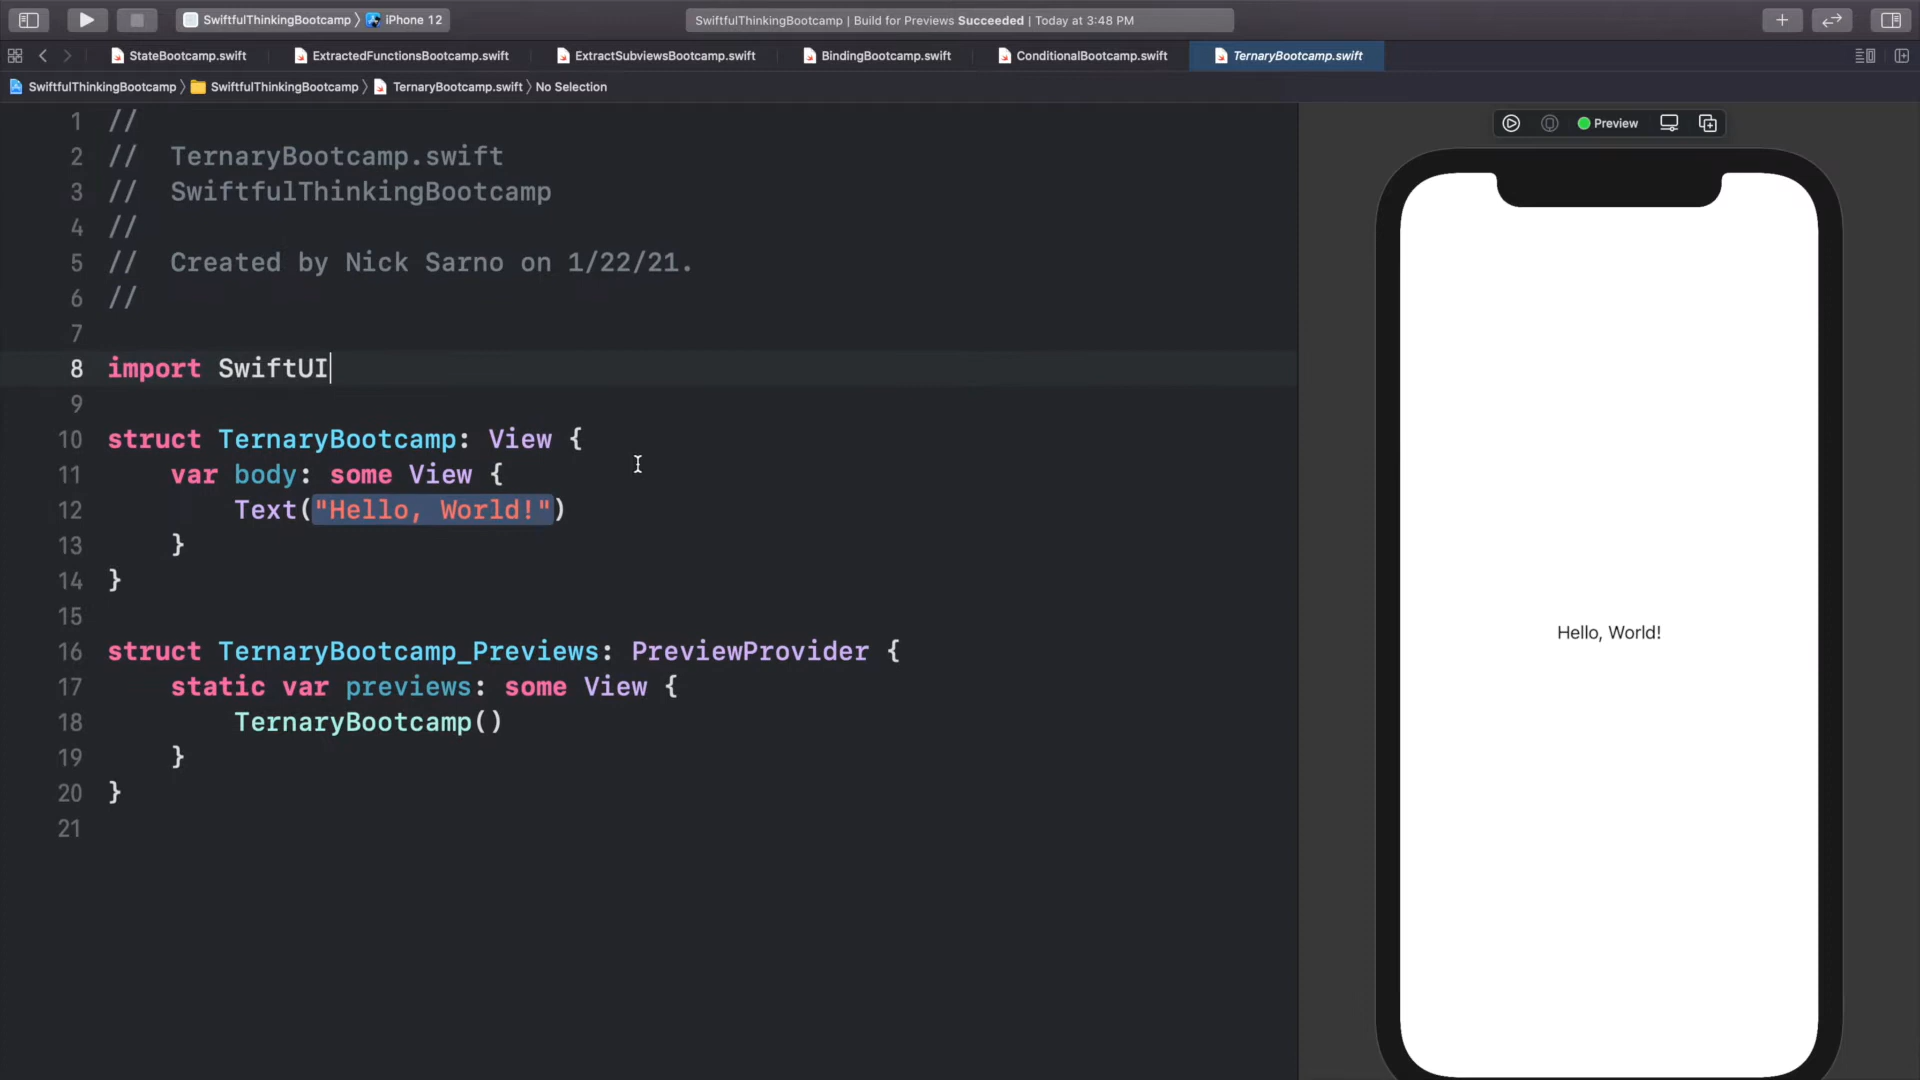 SwiftfulThinkingBootcamp 〉 iPhone 12
SwiftfulThinkingBootcamp | Build for Previews Succeeded | Today at 3:48 PM
StateBootcamp.swift
ExtractedFunctionsBootcamp.swift
ExtractSubviewsBootcamp.swift
BindingBootcamp.swift
ConditionalBootcamp.swift
TernaryBootcamp.swift
SwiftfulThinkingBootcamp 〉 SwiftfulThinkingBootcamp 〉 TernaryBootcamp.swift 〉 No Selection
Preview
1 //
2 //  TernaryBootcamp.swift
3 //  SwiftfulThinkingBootcamp
4 //
5 //  Created by Nick Sarno on 1/22/21.
6 //
7
8 import SwiftUI
9
10 struct TernaryBootcamp: View {
11     var body: some View {
12         Text("Hello, World!")
13     }
14 }
15
16 struct TernaryBootcamp_Previews: PreviewProvider {
17     static var previews: some View {
18         TernaryBootcamp()
19     }
20 }
21
Hello, World!